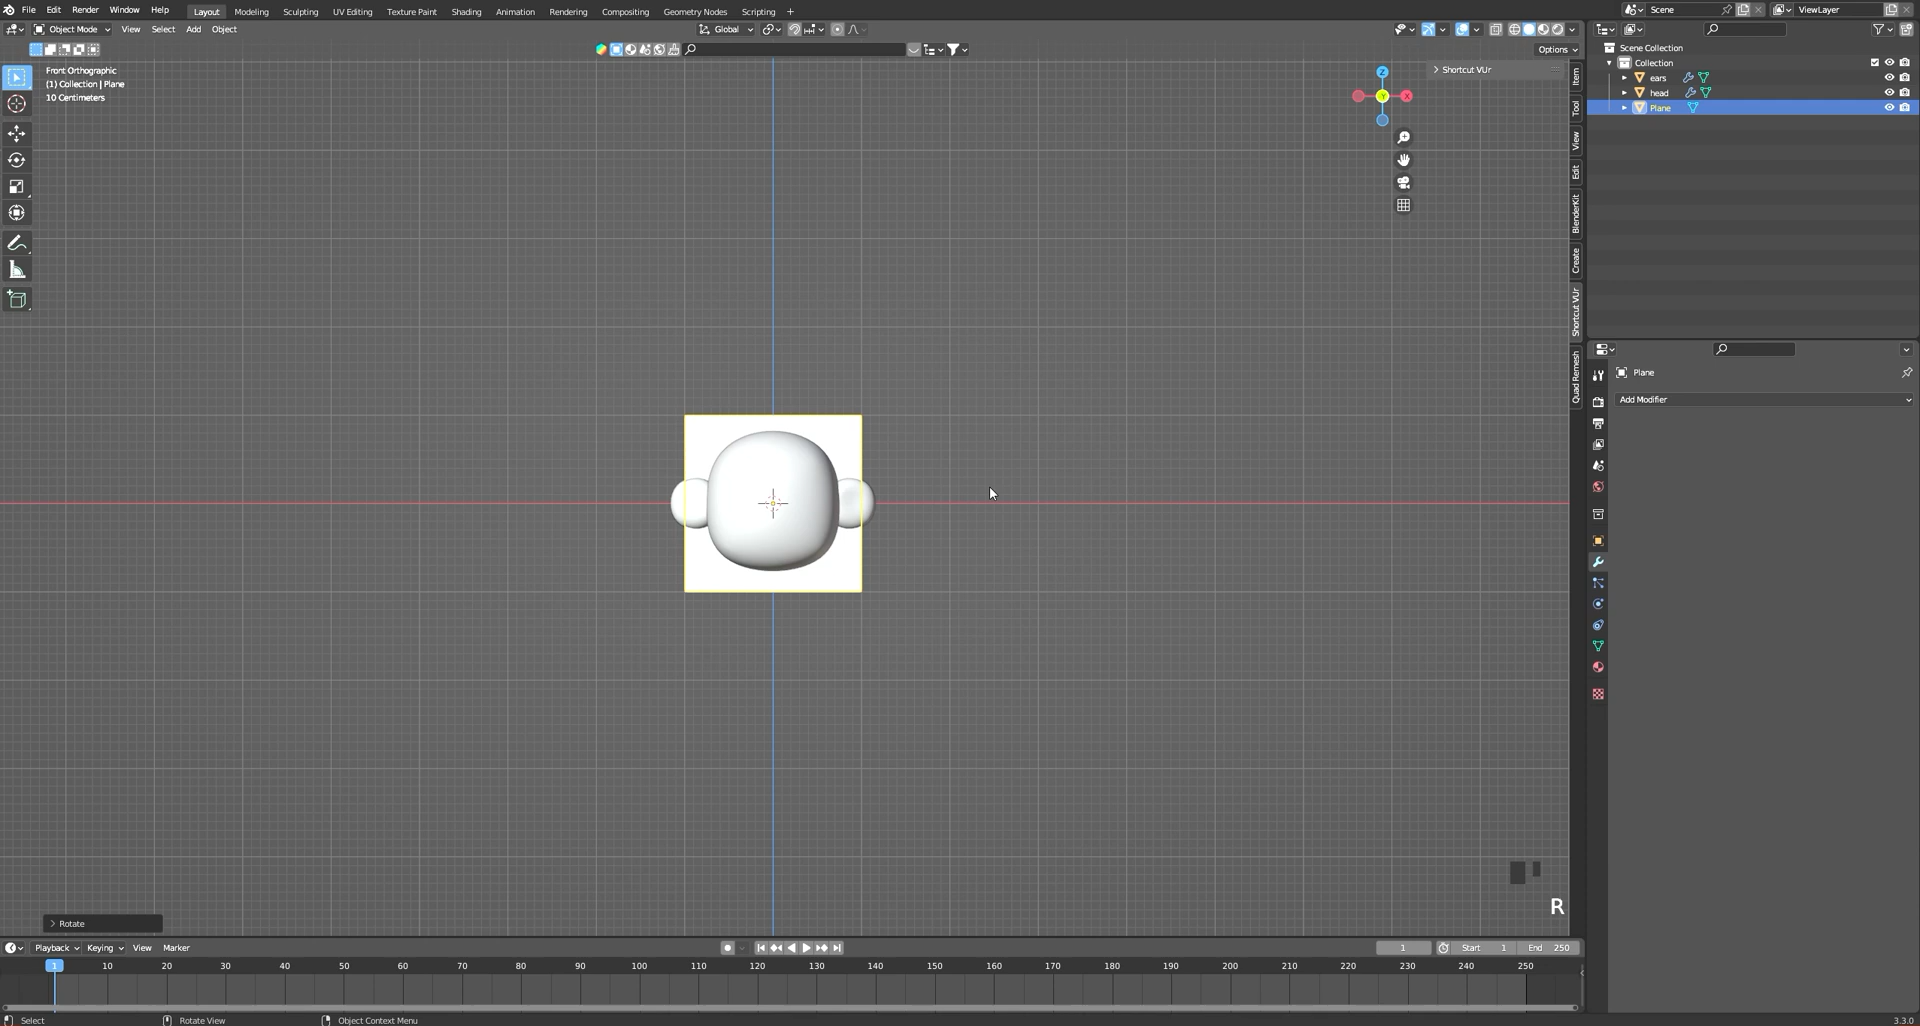 File Edit Render Window Help Layout Modeling Sculpting UV Editing Texture Paint Shading Animation Rendering Compositing Geometry Nodes Scripting + Scene ViewLayer
Object Mode View Select Add Object Global
Options
Front Orthographic
(1) Collection | Plane
10 Centimeters
Z
Y
X
Shortcut VUr
Item
Tool
View
Edit
BlenderKit
Create
Shortcut VUr
Quad Remesh
Scene Collection
Collection
ears
head
Plane
Plane
Add Modifier
R
Rotate
Playback Keying View Marker 1 Start 1 End 250
1 10 20 30 40 50 60 70 80 90 100 110 120 130 140 150 160 170 180 190 200 210 220 230 240 250
Select Rotate View Object Context Menu 3.3.0